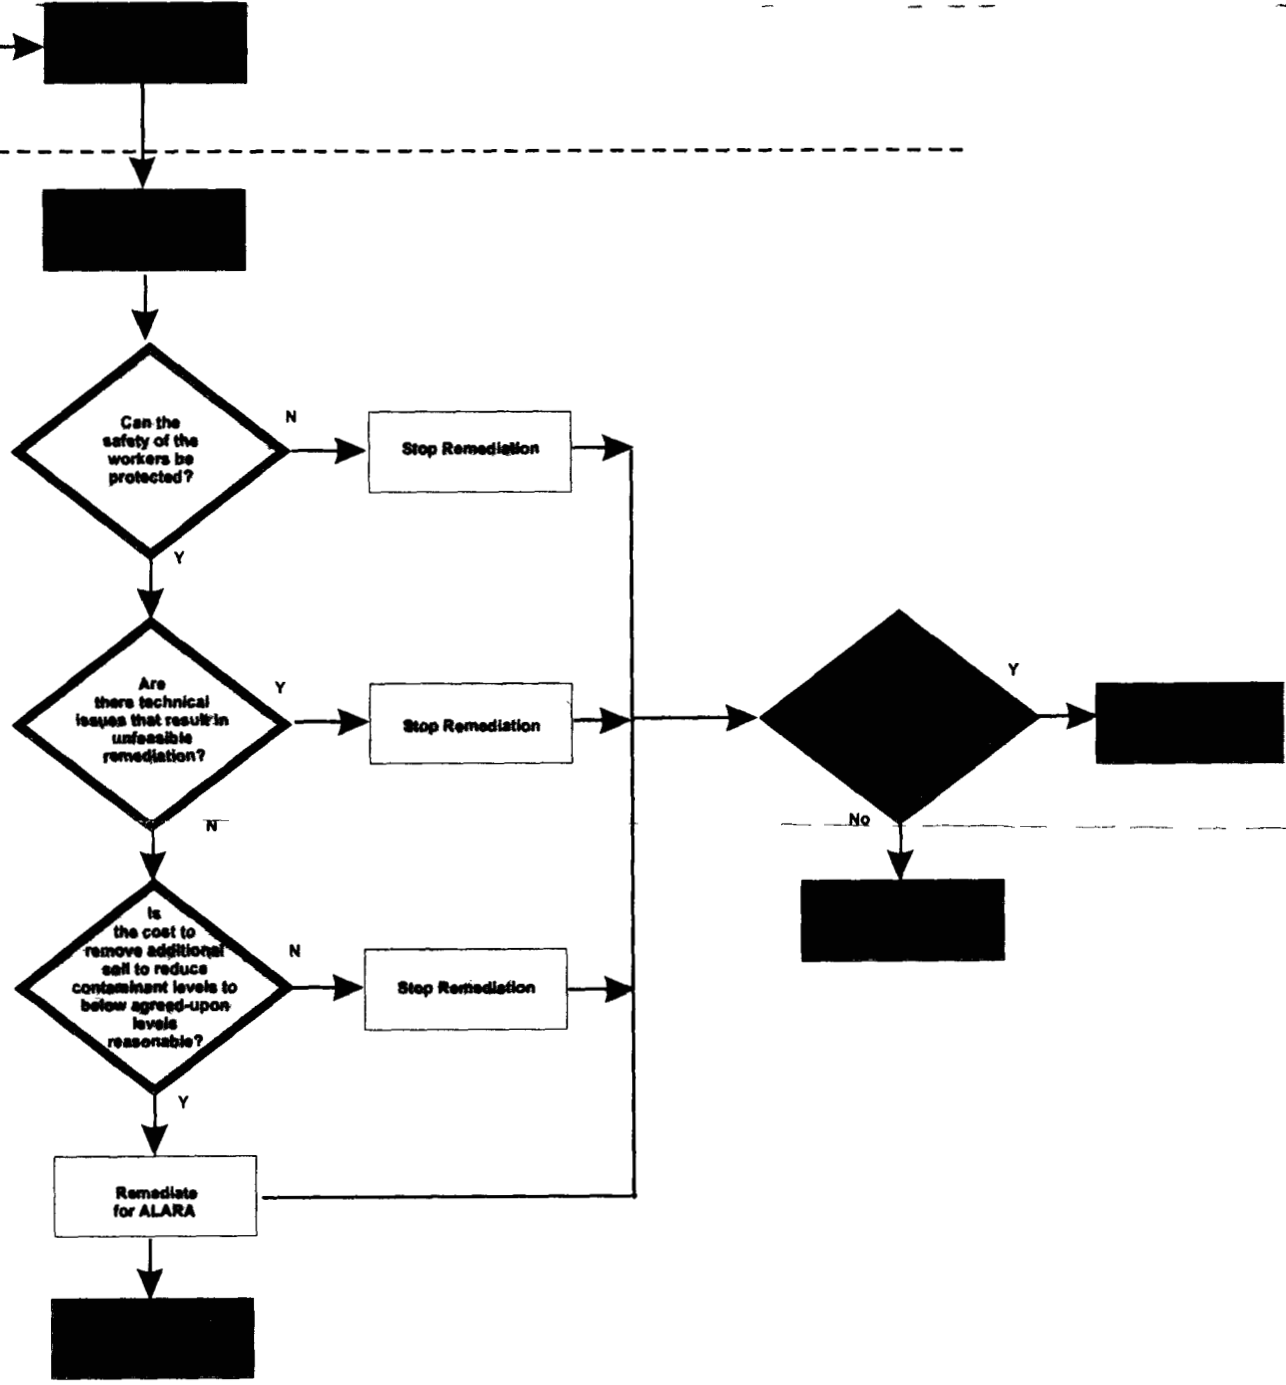 Can the
safety of the
workers be
protected?
N
Stop Remediation
Y
Are
there technical
issues that result in
unfeasible
remediation?
Y
Stop Remediation
Y
N
No
Is
the cost to
remove additional
soil to reduce
contaminant levels to
below agreed-upon
levels
reasonable?
N
Stop Remediation
Y
Remediate
for ALARA